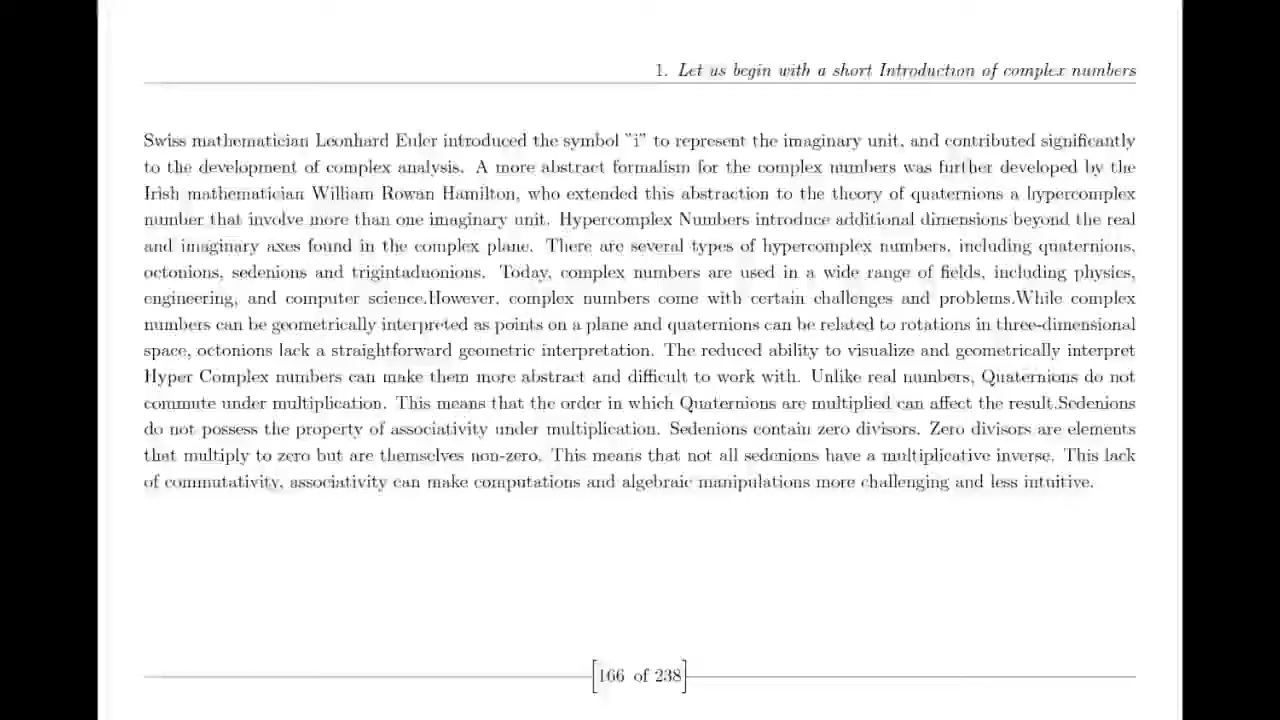 1. Let us begin with a short Introduction of complex numbers
Swiss mathematician Leonhard Euler introduced the symbol "i" to represent the imaginary unit, and contributed significantly
to the development of complex analysis. A more abstract formalism for the complex numbers was further developed by the
Irish mathematician William Rowan Hamilton, who extended this abstraction to the theory of quaternions a hypercomplex
number that involve more than one imaginary unit. Hypercomplex Numbers introduce additional dimensions beyond the real
and imaginary axes found in the complex plane. There are several types of hypercomplex numbers, including quaternions,
octonions, sedenions and trigintaduonions. Today, complex numbers are used in a wide range of fields, including physics,
engineering, and computer science.However, complex numbers come with certain challenges and problems.While complex
numbers can be geometrically interpreted as points on a plane and quaternions can be related to rotations in three-dimensional
space, octonions lack a straightforward geometric interpretation. The reduced ability to visualize and geometrically interpret
Hyper Complex numbers can make them more abstract and difficult to work with. Unlike real numbers, Quaternions do not
commute under multiplication. This means that the order in which Quaternions are multiplied can affect the result.Sedenions
do not possess the property of associativity under multiplication. Sedenions contain zero divisors. Zero divisors are elements
that multiply to zero but are themselves non-zero. This means that not all sedenions have a multiplicative inverse. This lack
of commutativity, associativity can make computations and algebraic manipulations more challenging and less intuitive.
[166 of 238]